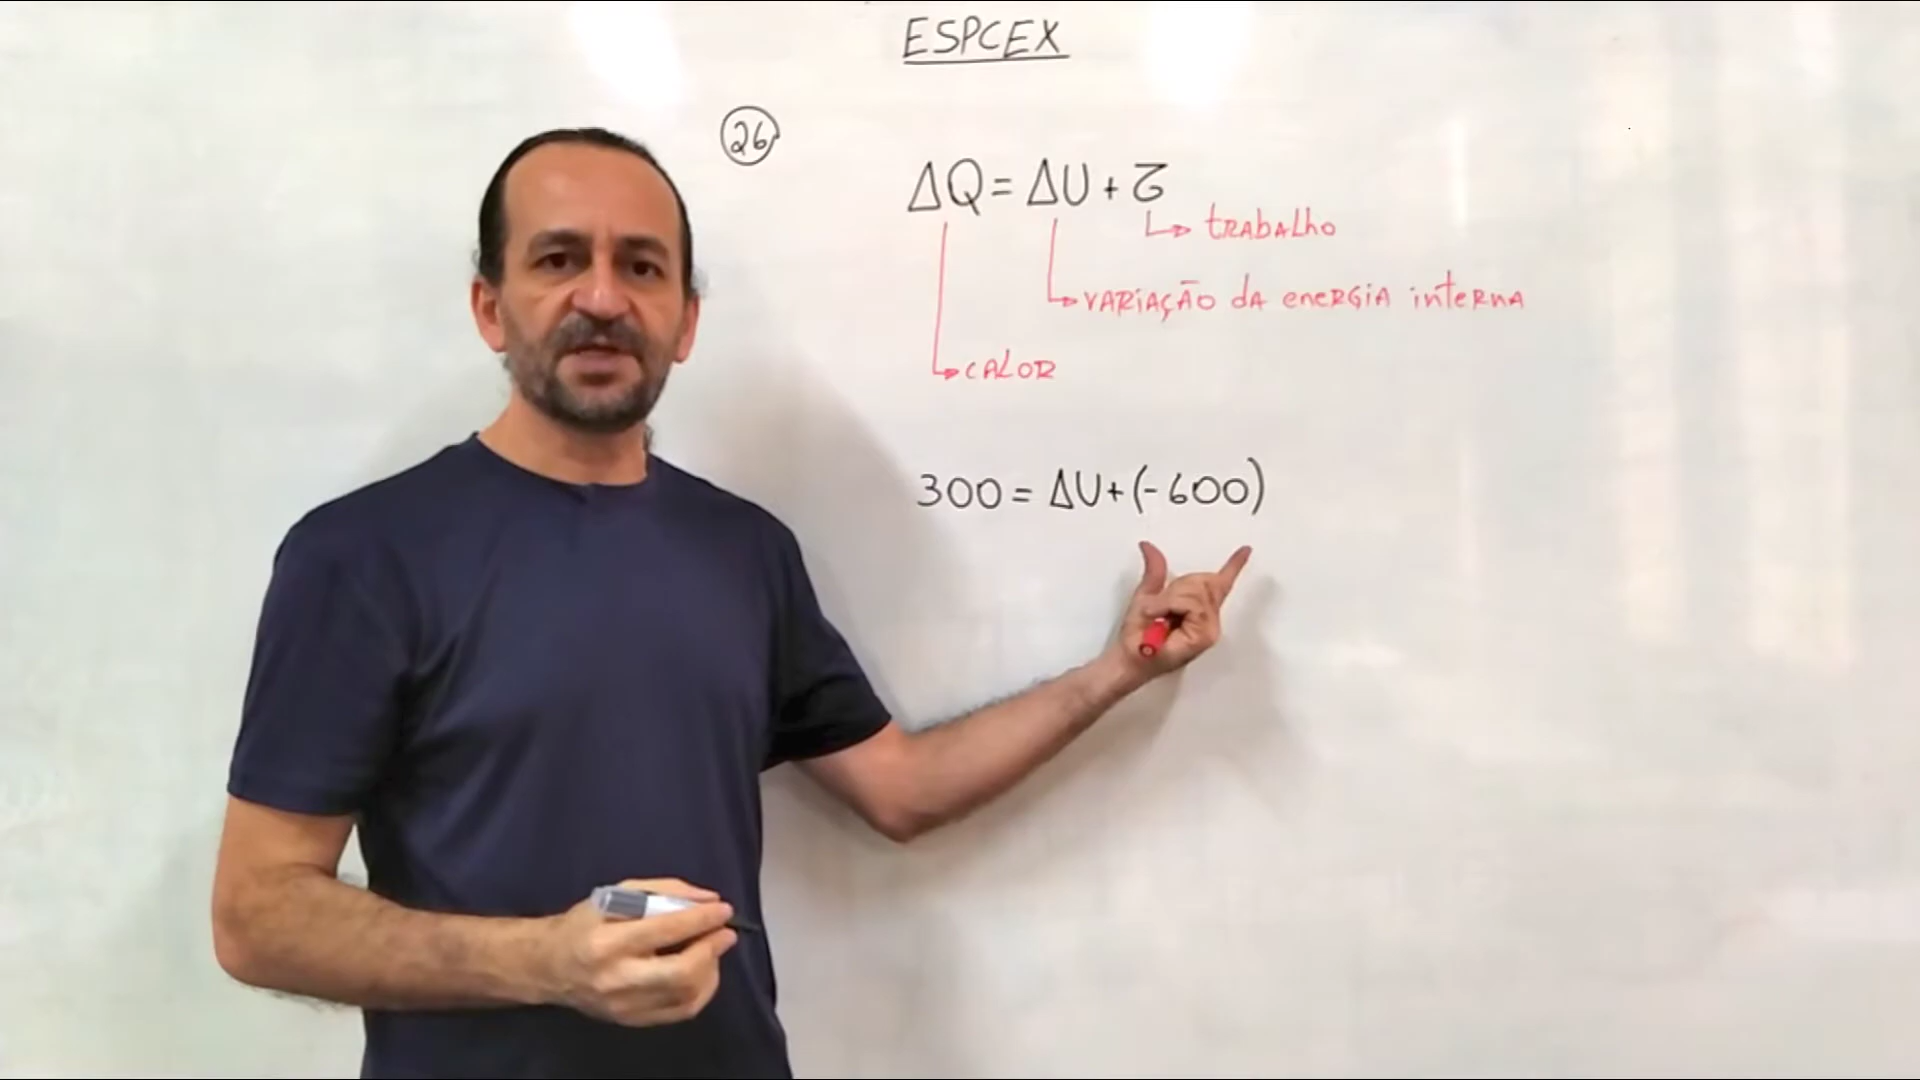 ESPCEX
26
ΔQ = ΔU + Z
trabalho
variação da energia interna
calor
300 = ΔU + (-600)